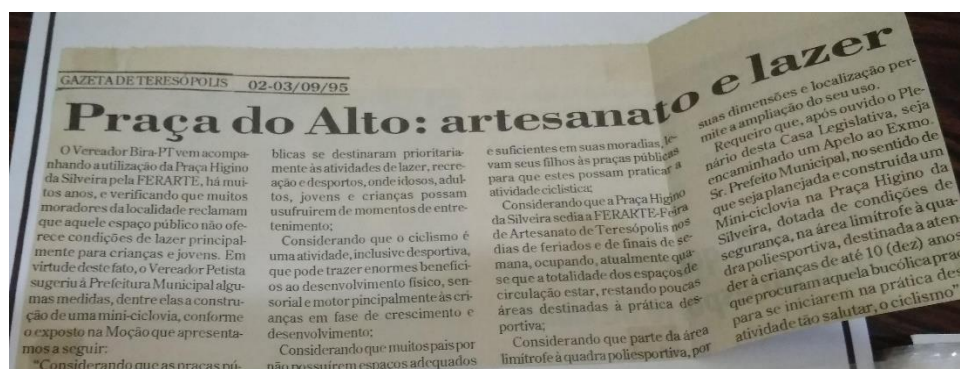 GAZETA DE TERESÓPOLIS 02-03/09/95
Praça do Alto: artesanato e lazer
O Vereador Bira-PT vem acompa-
nhando a utilização da Praça Higino
da Silveira pela FERARTE, há mui-
tos anos, e verificando que muitos
moradores da localidade reclamam
que aquele espaço público não ofe-
rece condições de lazer principal-
mente para crianças e jovens. Em
virtude deste fato, o Vereador Petista
sugeriu á Prefeitura Municipal algu-
mas medidas, dentre elas a constru-
ção de uma mini-ciclovia, conforme
o exposto na Moção que apresenta-
mos a seguir:
"Considerando que as praças pú-
blicas se destinaram prioritaria-
mente às atividades de lazer, recre-
ação e desportos, onde idosos, adul-
tos, jovens e crianças possam
usufruirem de momentos de entre-
tenimento;
Considerando que o ciclismo é
uma atividade, inclusive desportiva,
que pode trazer enormes benefíci-
os ao desenvolvimento físico, sen-
sorial e motor pincipalmente às cri-
anças em fase de crescimento e
desenvolvimento;
Considerando que muitos pais por
não possuírem espaços adequados
e suficientes em suas moradias, le-
vam seus filhos às praças públicas
para que estes possam praticar a
atividade ciclística;
Considerando que a Praça Higino
da Silveira sedia a FERARTE-Feira
de Artesanato de Teresópolis nos
dias de feriados e de finais de se-
mana, ocupando, atualmente qua-
se que a totalidade dos espaços de
circulação estar, restando poucas
áreas destinadas à prática des-
portiva;
Considerando que parte da área
limítrofe à quadra poliesportiva, por
suas dimensões e localização per-
mite a ampliação do seu uso.
Requeiro que, após ouvido o Ple-
nário desta Casa Legislativa, seja
encaminhado um Apelo ao Exmo.
Sr. Prefeito Municipal, no sentido de
que seja planejada e construída um
Mini-ciclovia na Praça Higino da
Silveira, dotada de condições de
segurança, na área limítrofe à qua-
dra poliesportiva, destinada a aten-
der à crianças de até 10 (dez) anos
que procuram aquela bucólica praç
para se iniciarem na prática des
atividade tão salutar, o ciclismo"